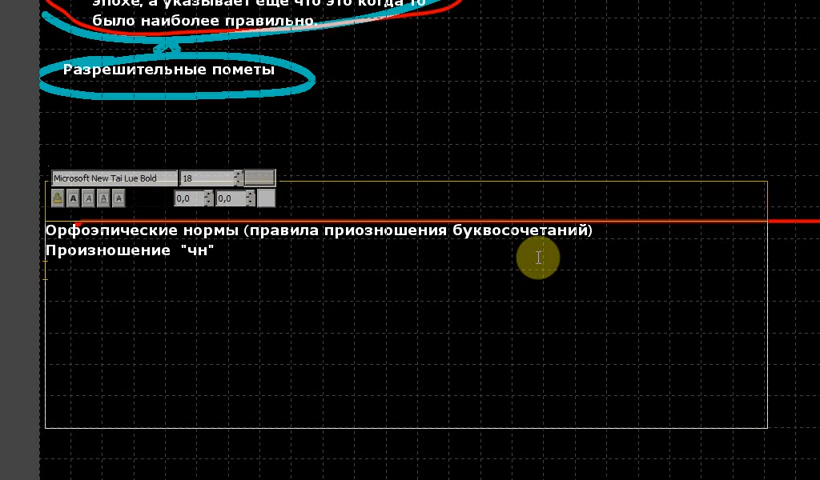 эпохе, а указывает еще что это когда то
было наиболее правильно.
Разрешительные пометы
Microsoft New Tai Lue Bold 18
A A A A A 0,0 0,0
Орфоэпические нормы (правила приозношения буквосочетаний)
Произношение "чн"